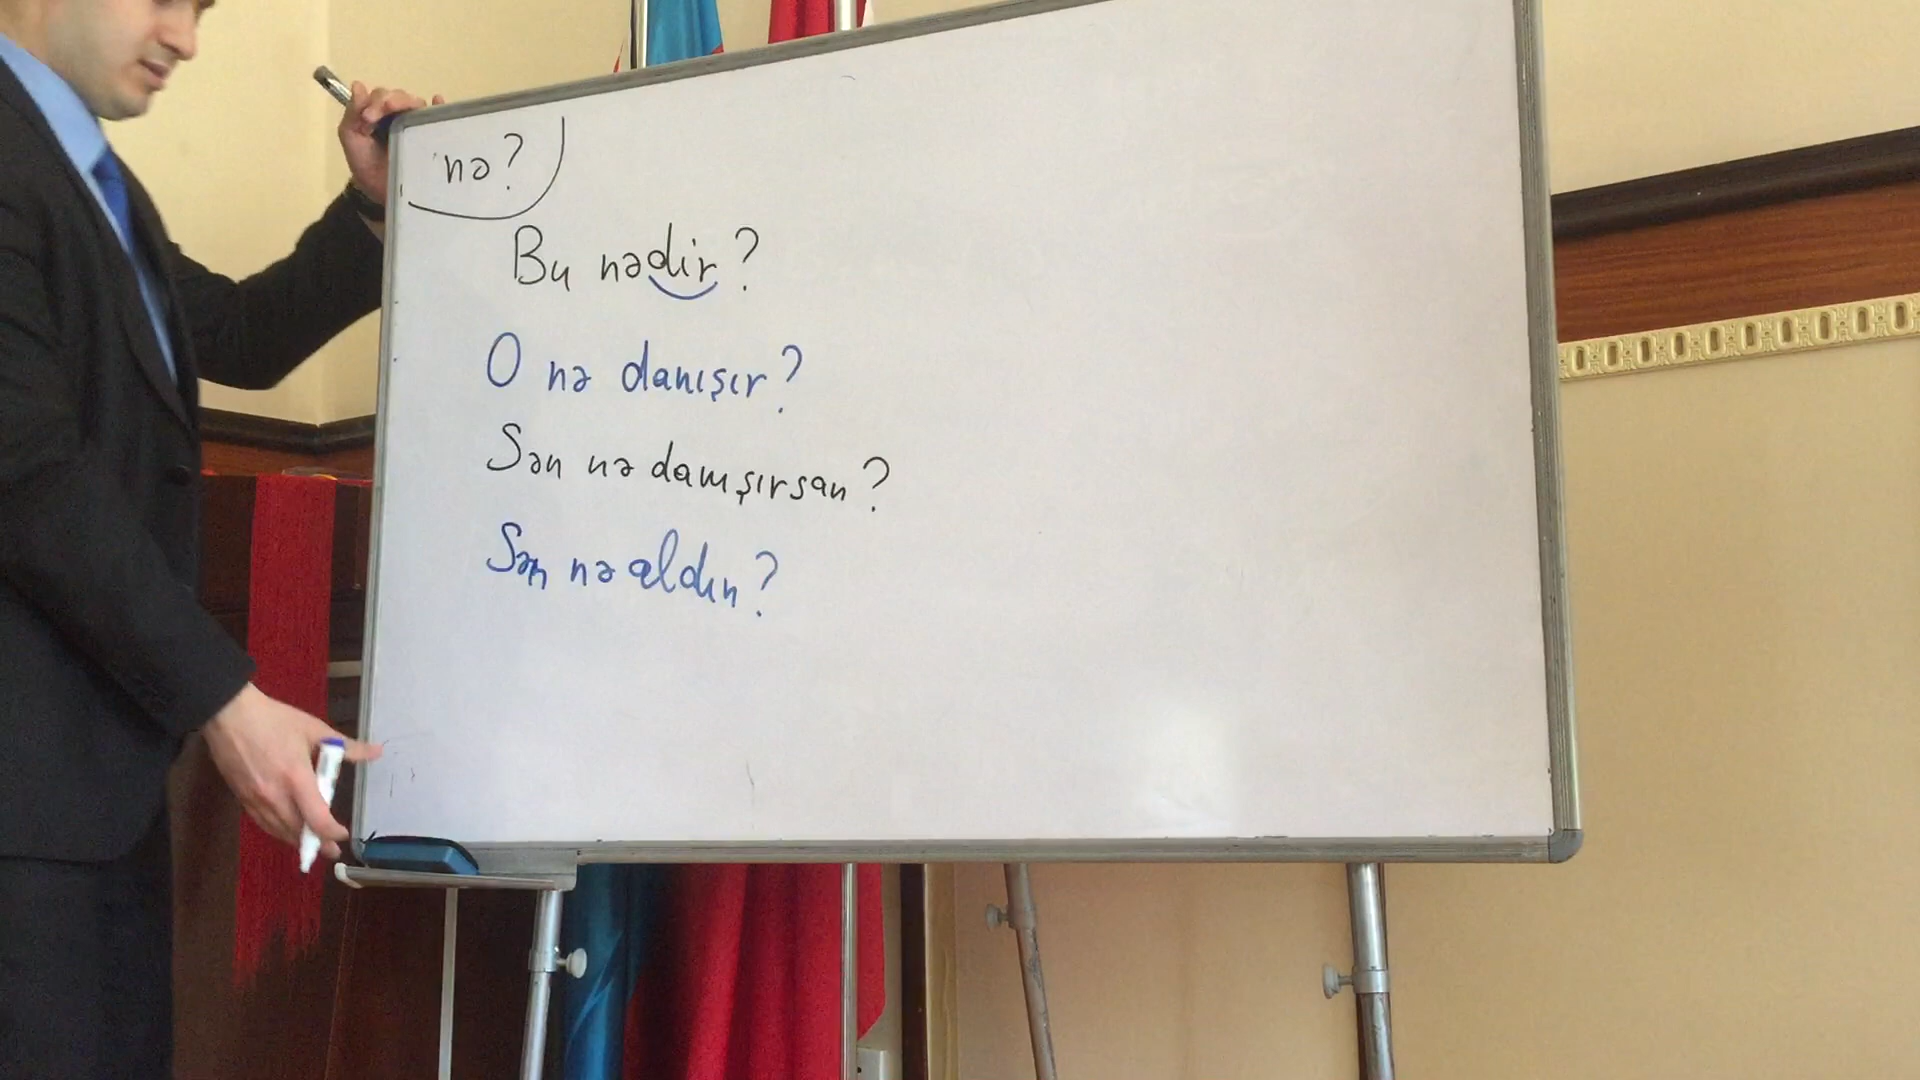 nə?
Bu nədir?
O nə danışır?
Sən nə danışırsan?
Sən nə aldın?